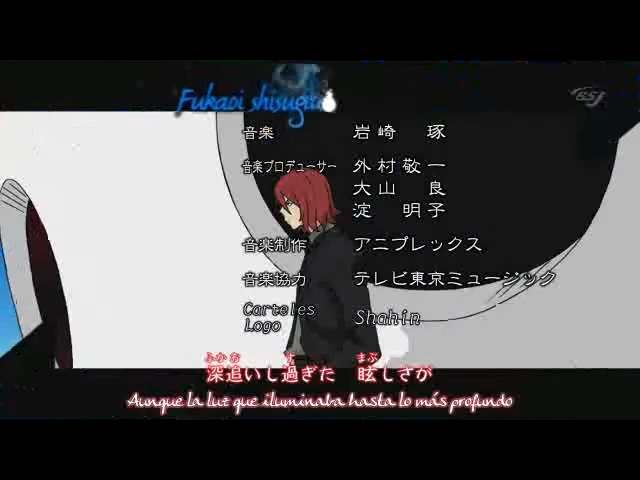 Fukaoi shisugi
BSJ
音楽 岩崎 琢
音楽プロデューサー 外村敬一
大山 良
淀 明子
音楽制作 アニプレックス
音楽協力 テレビ東京ミュージック
Carteles Shahin
Logo
ふかお す まぶ
深追いし過ぎた 眩しさが
Aunque la luz que iluminaba hasta lo más profundo